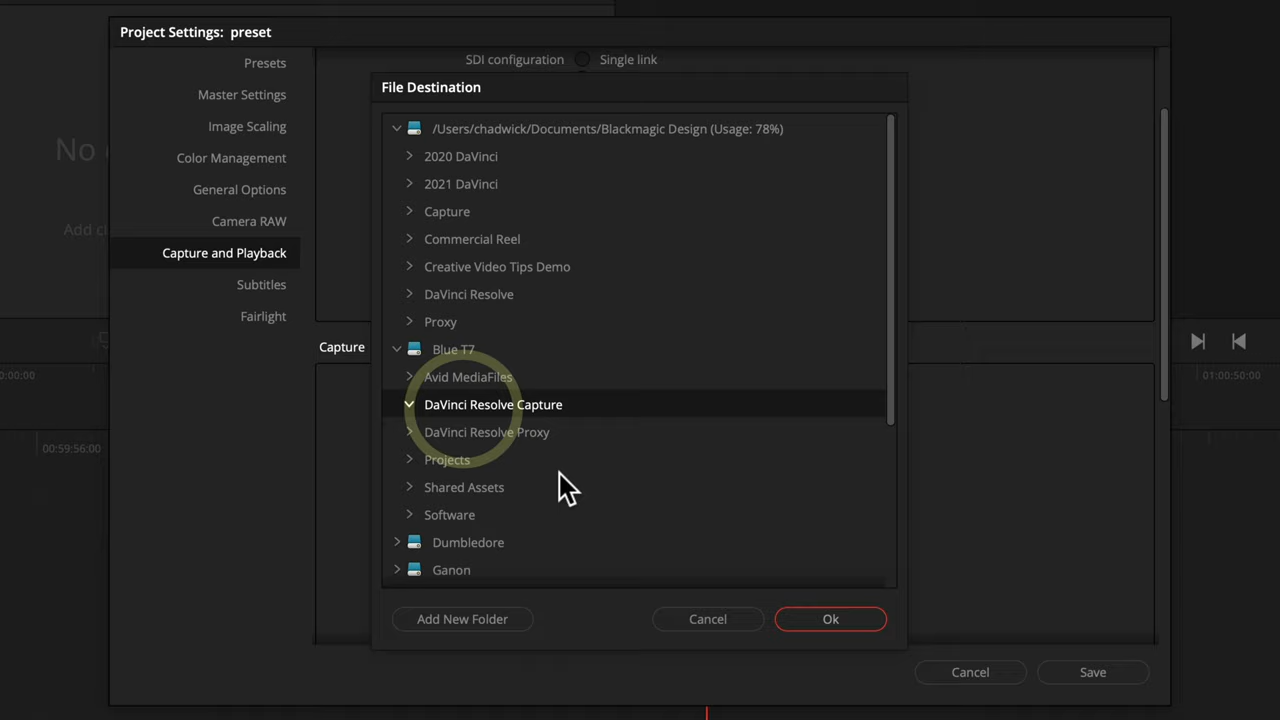 Project Settings: preset
Presets
Master Settings
Image Scaling
Color Management
General Options
Camera RAW
Capture and Playback
Subtitles
Fairlight
No
Add
SDI configuration
Single link
File Destination
/Users/chadwick/Documents/Blackmagic Design (Usage: 78%)
2020 DaVinci
2021 DaVinci
Capture
Commercial Reel
Creative Video Tips Demo
DaVinci Resolve
Proxy
Blue T7
Avid MediaFiles
DaVinci Resolve Capture
DaVinci Resolve Proxy
Projects
Shared Assets
Software
Dumbledore
Ganon
Add New Folder
Cancel
Ok
Capture
Cancel
Save
00:00:00
01:00:50:00
00:59:56:00